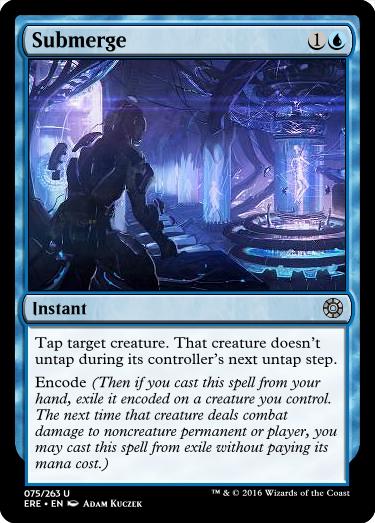 Submerge 1
Instant
Tap target creature. That creature doesn't
untap during its controller's next untap step.
Encode (Then if you cast this spell from your
hand, exile it encoded on a creature you control.
The next time that creature deals combat
damage to noncreature permanent or player, you
may cast this spell from exile without paying its
mana cost.)
075/263 U
ERE • EN Adam Kuczek
™ & © 2016 Wizards of the Coast